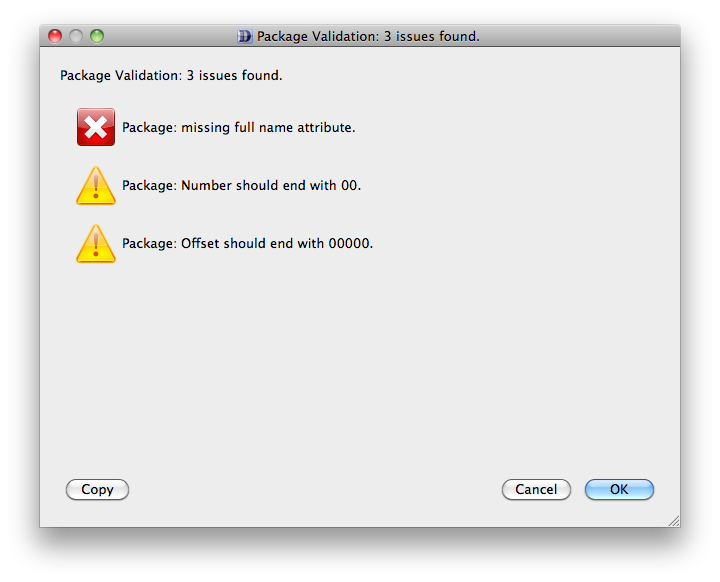 Package Validation: 3 issues found.
Package Validation: 3 issues found.
Package: missing full name attribute.
Package: Number should end with 00.
Package: Offset should end with 00000.
Copy
Cancel
OK